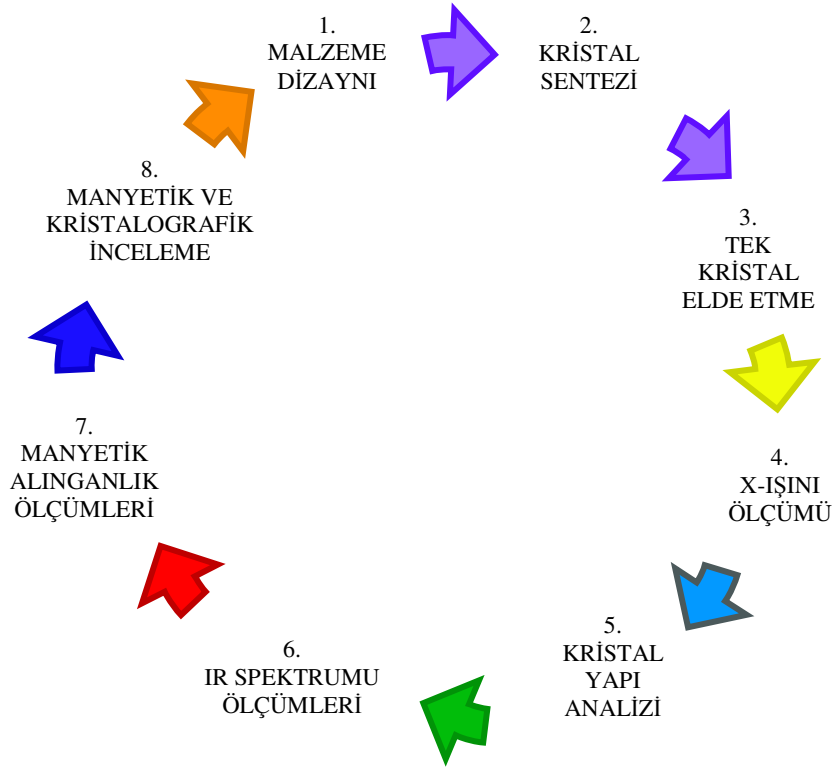 1.
MALZEME
DİZAYNI
2.
KRİSTAL
SENTEZİ
3.
TEK
KRİSTAL
ELDE ETME
4.
X-IŞINI
ÖLÇÜMÜ
5.
KRİSTAL
YAPI
ANALİZİ
6.
IR SPEKTRUMU
ÖLÇÜMLERİ
7.
MANYETİK
ALINGANLIK
ÖLÇÜMLERİ
8.
MANYETİK VE
KRİSTALOGRAFİK
İNCELEME